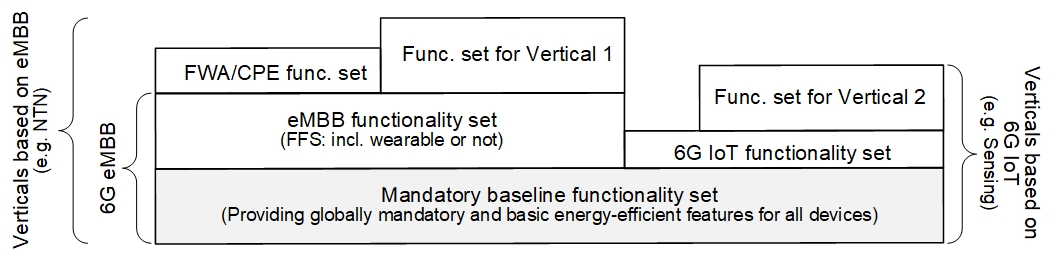 Verticals based on eMBB
(e.g. NTN)
6G eMBB
FWA/CPE func. set
Func. set for Vertical 1
eMBB functionality set
(FFS: incl. wearable or not)
Func. set for Vertical 2
6G IoT functionality set
Mandatory baseline functionality set
(Providing globally mandatory and basic energy-efficient features for all devices)
Verticals based on
6G IoT
(e.g. Sensing)